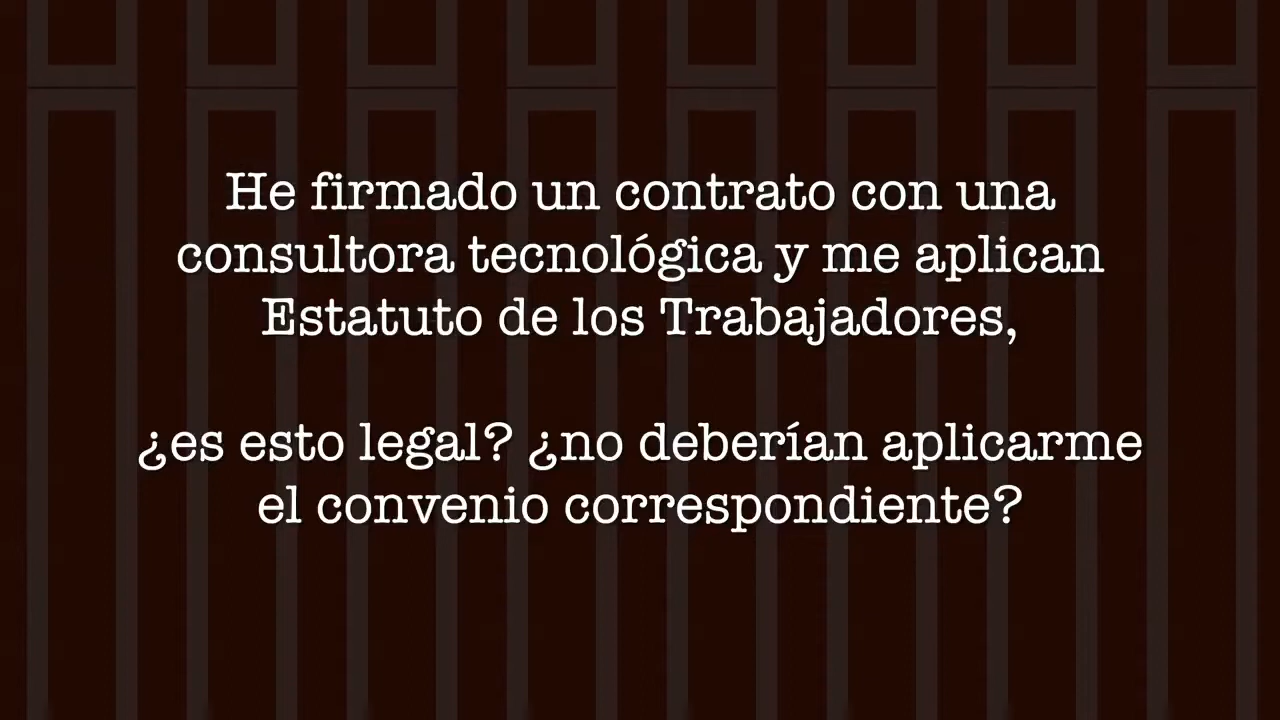 He firmado un contrato con una
consultora tecnológica y me aplican
Estatuto de los Trabajadores,
¿es esto legal? ¿no deberían aplicarme
el convenio correspondiente?